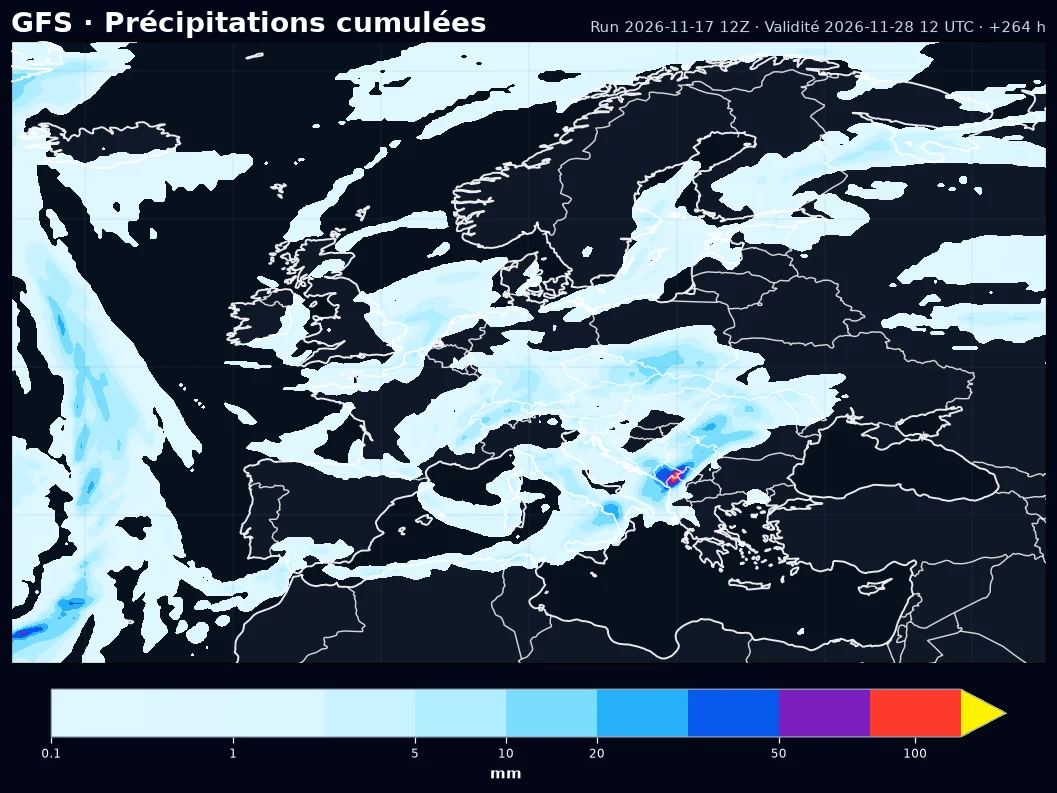 GFS · Précipitations cumulées
Run 2026-11-17 12Z · Validité 2026-11-28 12 UTC · +264 h
0.1 1 5 10 20 50 100
mm